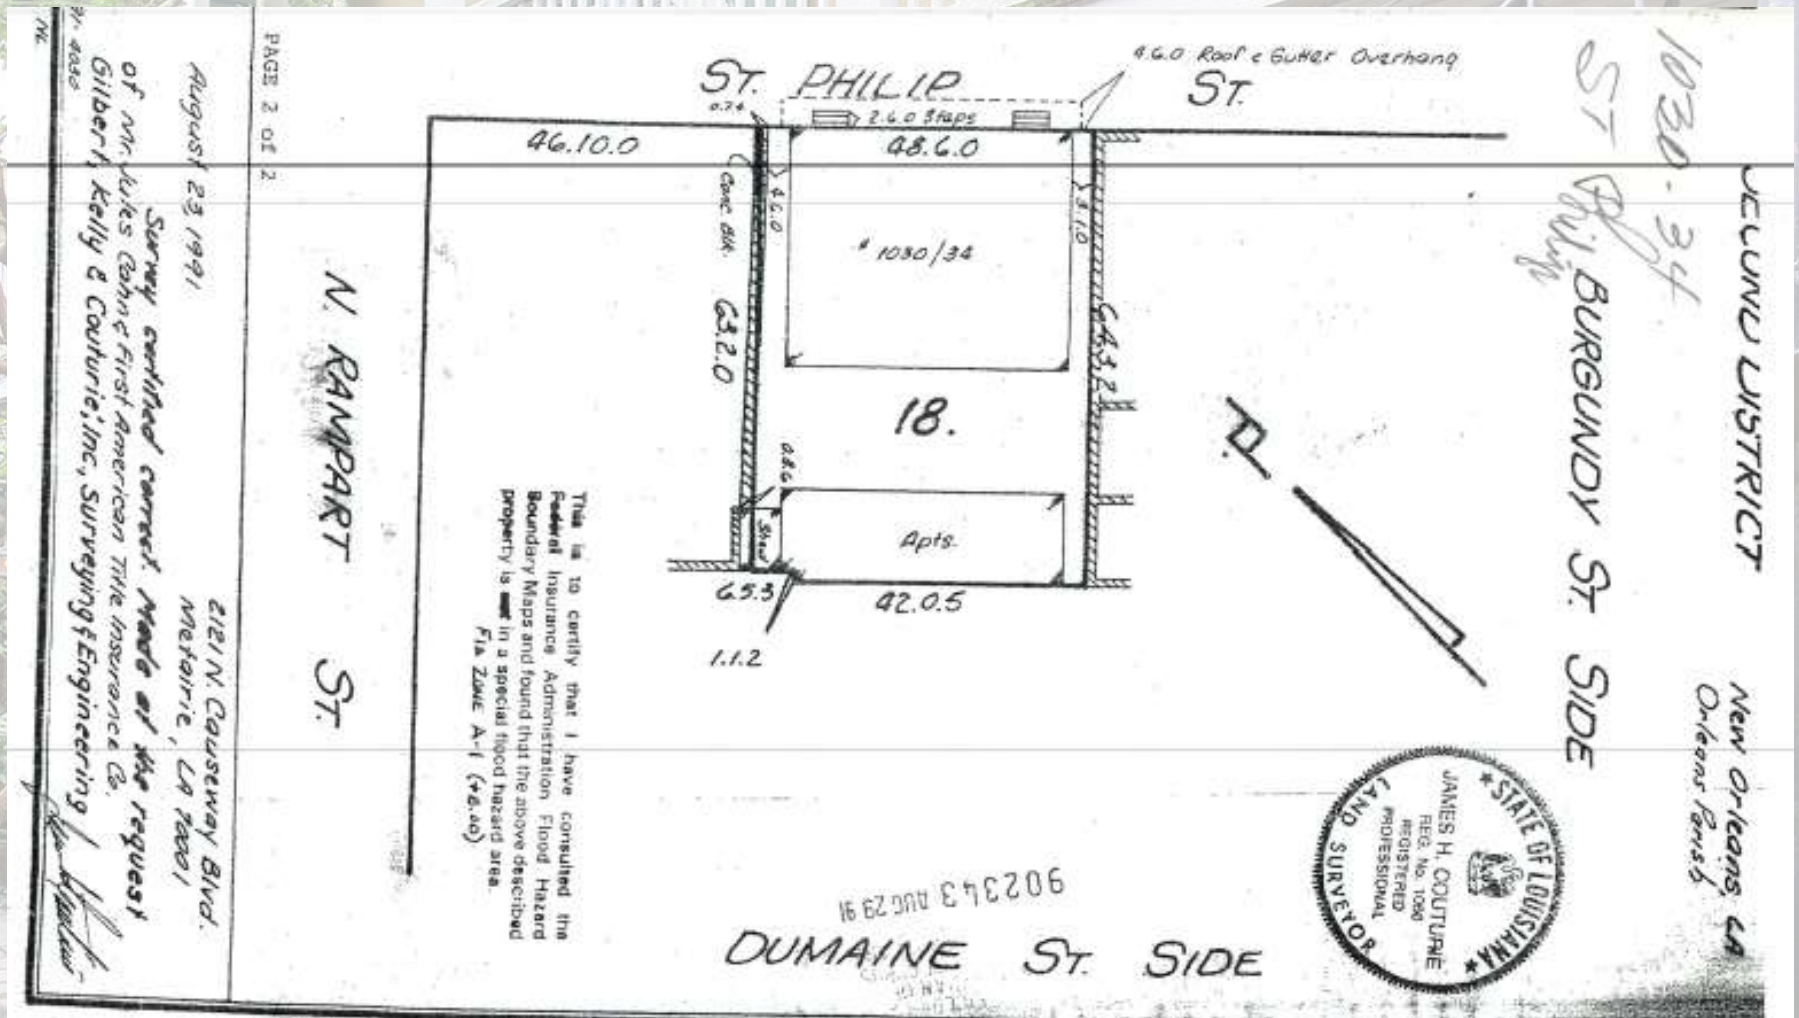 1030-34
ST Philip
SECOND DISTRICT
New Orleans, LA
Orleans Parish
ST. PHILIP ST.
4.6.0 Roof & Gutter Overhang
2.6.0 Steps
0.7.4
46.10.0
48.6.0
4.6.0
3.1.0
Conc. Blk.
# 1030/34
63.2.0
18.
0.8.6
Shed
Apts.
6.5.3
42.0.5
1.1.2
N. RAMPART ST.
BURGUNDY ST. SIDE
DUMAINE ST. SIDE
This is to certify that I have consulted the
Federal Insurance Administration Flood Hazard
Boundary Maps and found that the above described
property is not in a special flood hazard area.
FIA ZONE A-1
902343 AUG 29 91
STATE OF LOUISIANA
JAMES H. COUTURIE
REG. No. 1080
REGISTERED
PROFESSIONAL
LAND SURVEYOR
PAGE 2 of 2
August 23, 1991
2121 N. Causeway Blvd.
Metairie, LA 70001
Survey certified correct. Made at the request
of Mr. Jules Cahn & First American Title Insurance Co.
Gilbert, Kelly & Couturie, Inc., Surveying & Engineering